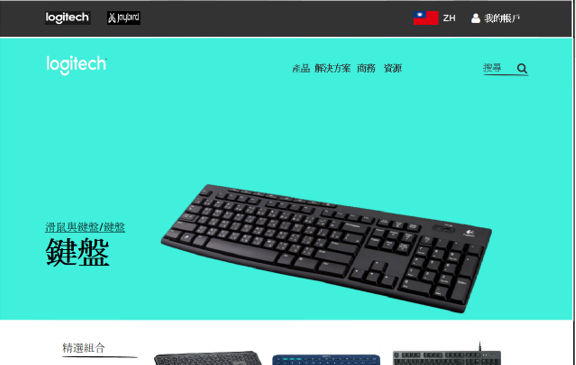 logitech
jaybird
ZH 我的帳戶
logitech
產品 解決方案 商務 資源
搜尋
滑鼠與鍵盤/鍵盤
鍵盤
精選組合